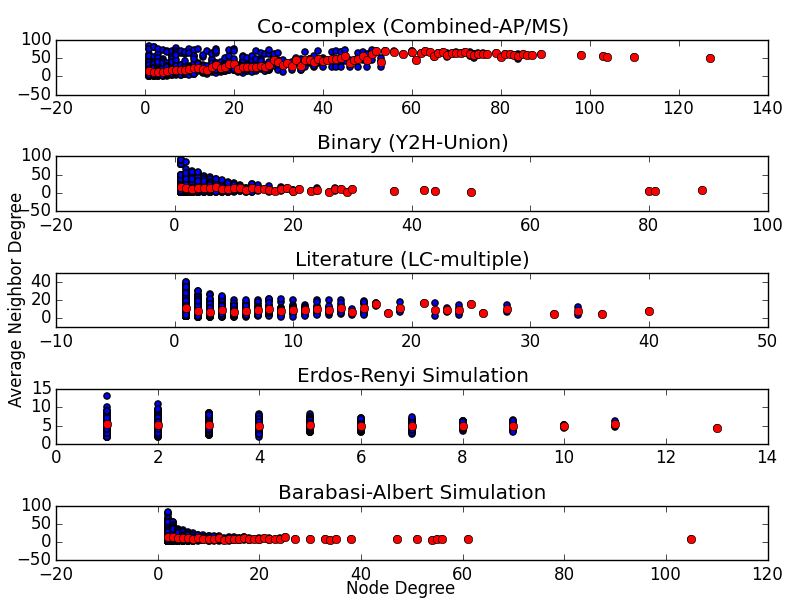 Co-complex (Combined-AP/MS)
100
50
0
−50
−20 0 20 40 60 80 100 120 140
Binary (Y2H-Union)
100
50
0
−50
−20 0 20 40 60 80 100
Average Neighbor Degree
Literature (LC-multiple)
40
20
0
−10 0 10 20 30 40 50
Erdos-Renyi Simulation
15
10
5
0
0 2 4 6 8 10 12 14
Barabasi-Albert Simulation
100
50
0
−50
−20 0 20 40 60 80 100 120
Node Degree